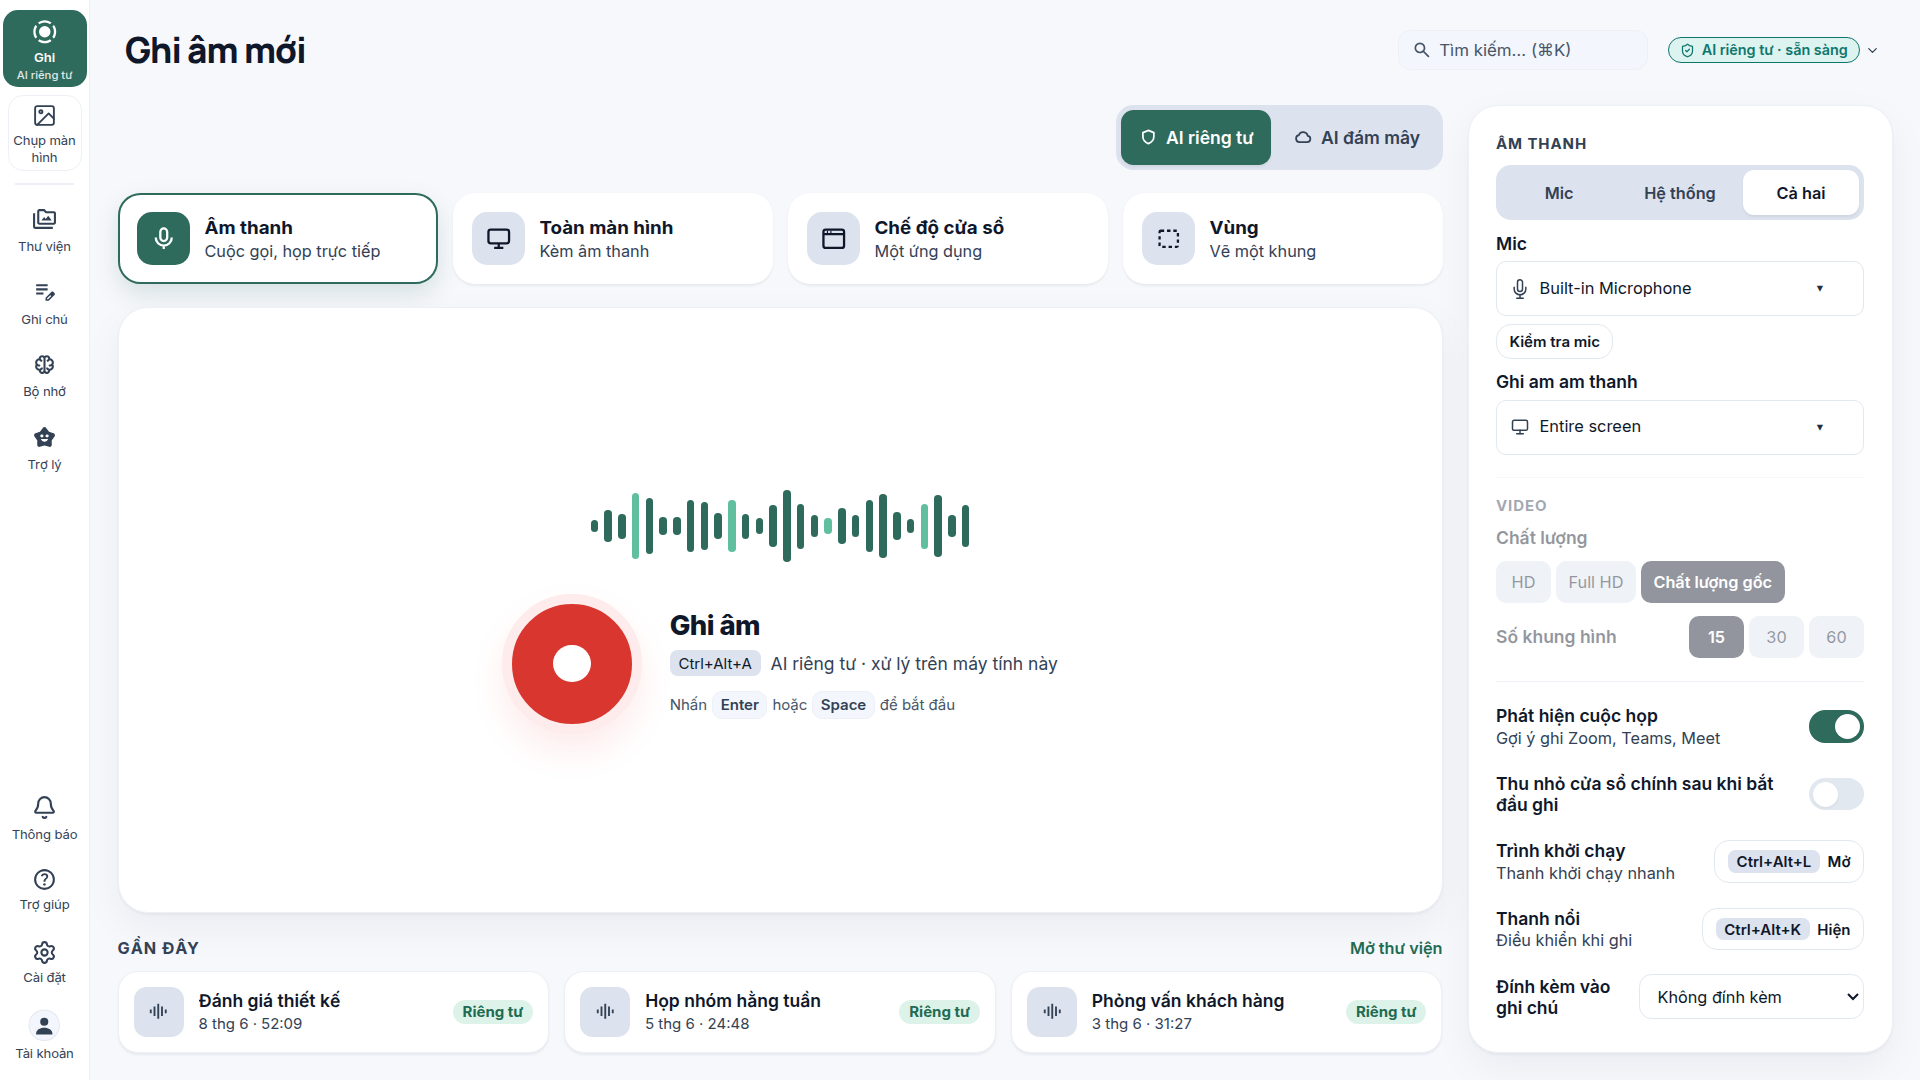 Ghi
AI riêng tư
Chụp màn
hình
Thư viện
Ghi chú
Bộ nhớ
Trợ lý
Thông báo
Trợ giúp
Cài đặt
Tài khoản
Ghi âm mới
Tìm kiếm... (⌘K)
AI riêng tư · sẵn sàng
AI riêng tư
AI đám mây
Âm thanh
Cuộc gọi, họp trực tiếp
Toàn màn hình
Kèm âm thanh
Chế độ cửa sổ
Một ứng dụng
Vùng
Vẽ một khung
Ghi âm
Ctrl+Alt+A AI riêng tư · xử lý trên máy tính này
Nhấn Enter hoặc Space để bắt đầu
GẦN ĐÂY
Mở thư viện
Đánh giá thiết kế
8 thg 6 · 52:09
Riêng tư
Họp nhóm hằng tuần
5 thg 6 · 24:48
Riêng tư
Phỏng vấn khách hàng
3 thg 6 · 31:27
Riêng tư
ÂM THANH
Mic
Hệ thống
Cả hai
Mic
Built-in Microphone
Kiểm tra mic
Ghi am am thanh
Entire screen
VIDEO
Chất lượng
HD
Full HD
Chất lượng gốc
Số khung hình
15
30
60
Phát hiện cuộc họp
Gợi ý ghi Zoom, Teams, Meet
Thu nhỏ cửa sổ chính sau khi bắt
đầu ghi
Trình khởi chạy
Thanh khởi chạy nhanh
Ctrl+Alt+L Mở
Thanh nổi
Điều khiển khi ghi
Ctrl+Alt+K Hiện
Đính kèm vào
ghi chú
Không đính kèm